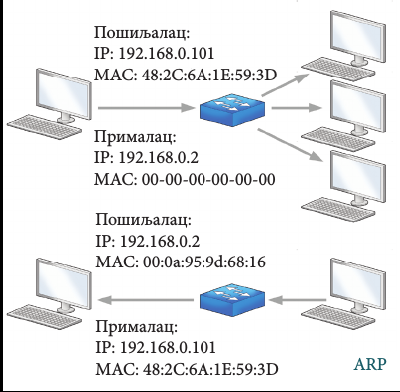 Пошиљалац:
IP: 192.168.0.101
MAC: 48:2C:6A:1E:59:3D
Прималац:
IP: 192.168.0.2
MAC: 00-00-00-00-00-00
Пошиљалац:
IP: 192.168.0.2
MAC: 00:0a:95:9d:68:16
Прималац:
IP: 192.168.0.101
MAC: 48:2C:6A:1E:59:3D
ARP